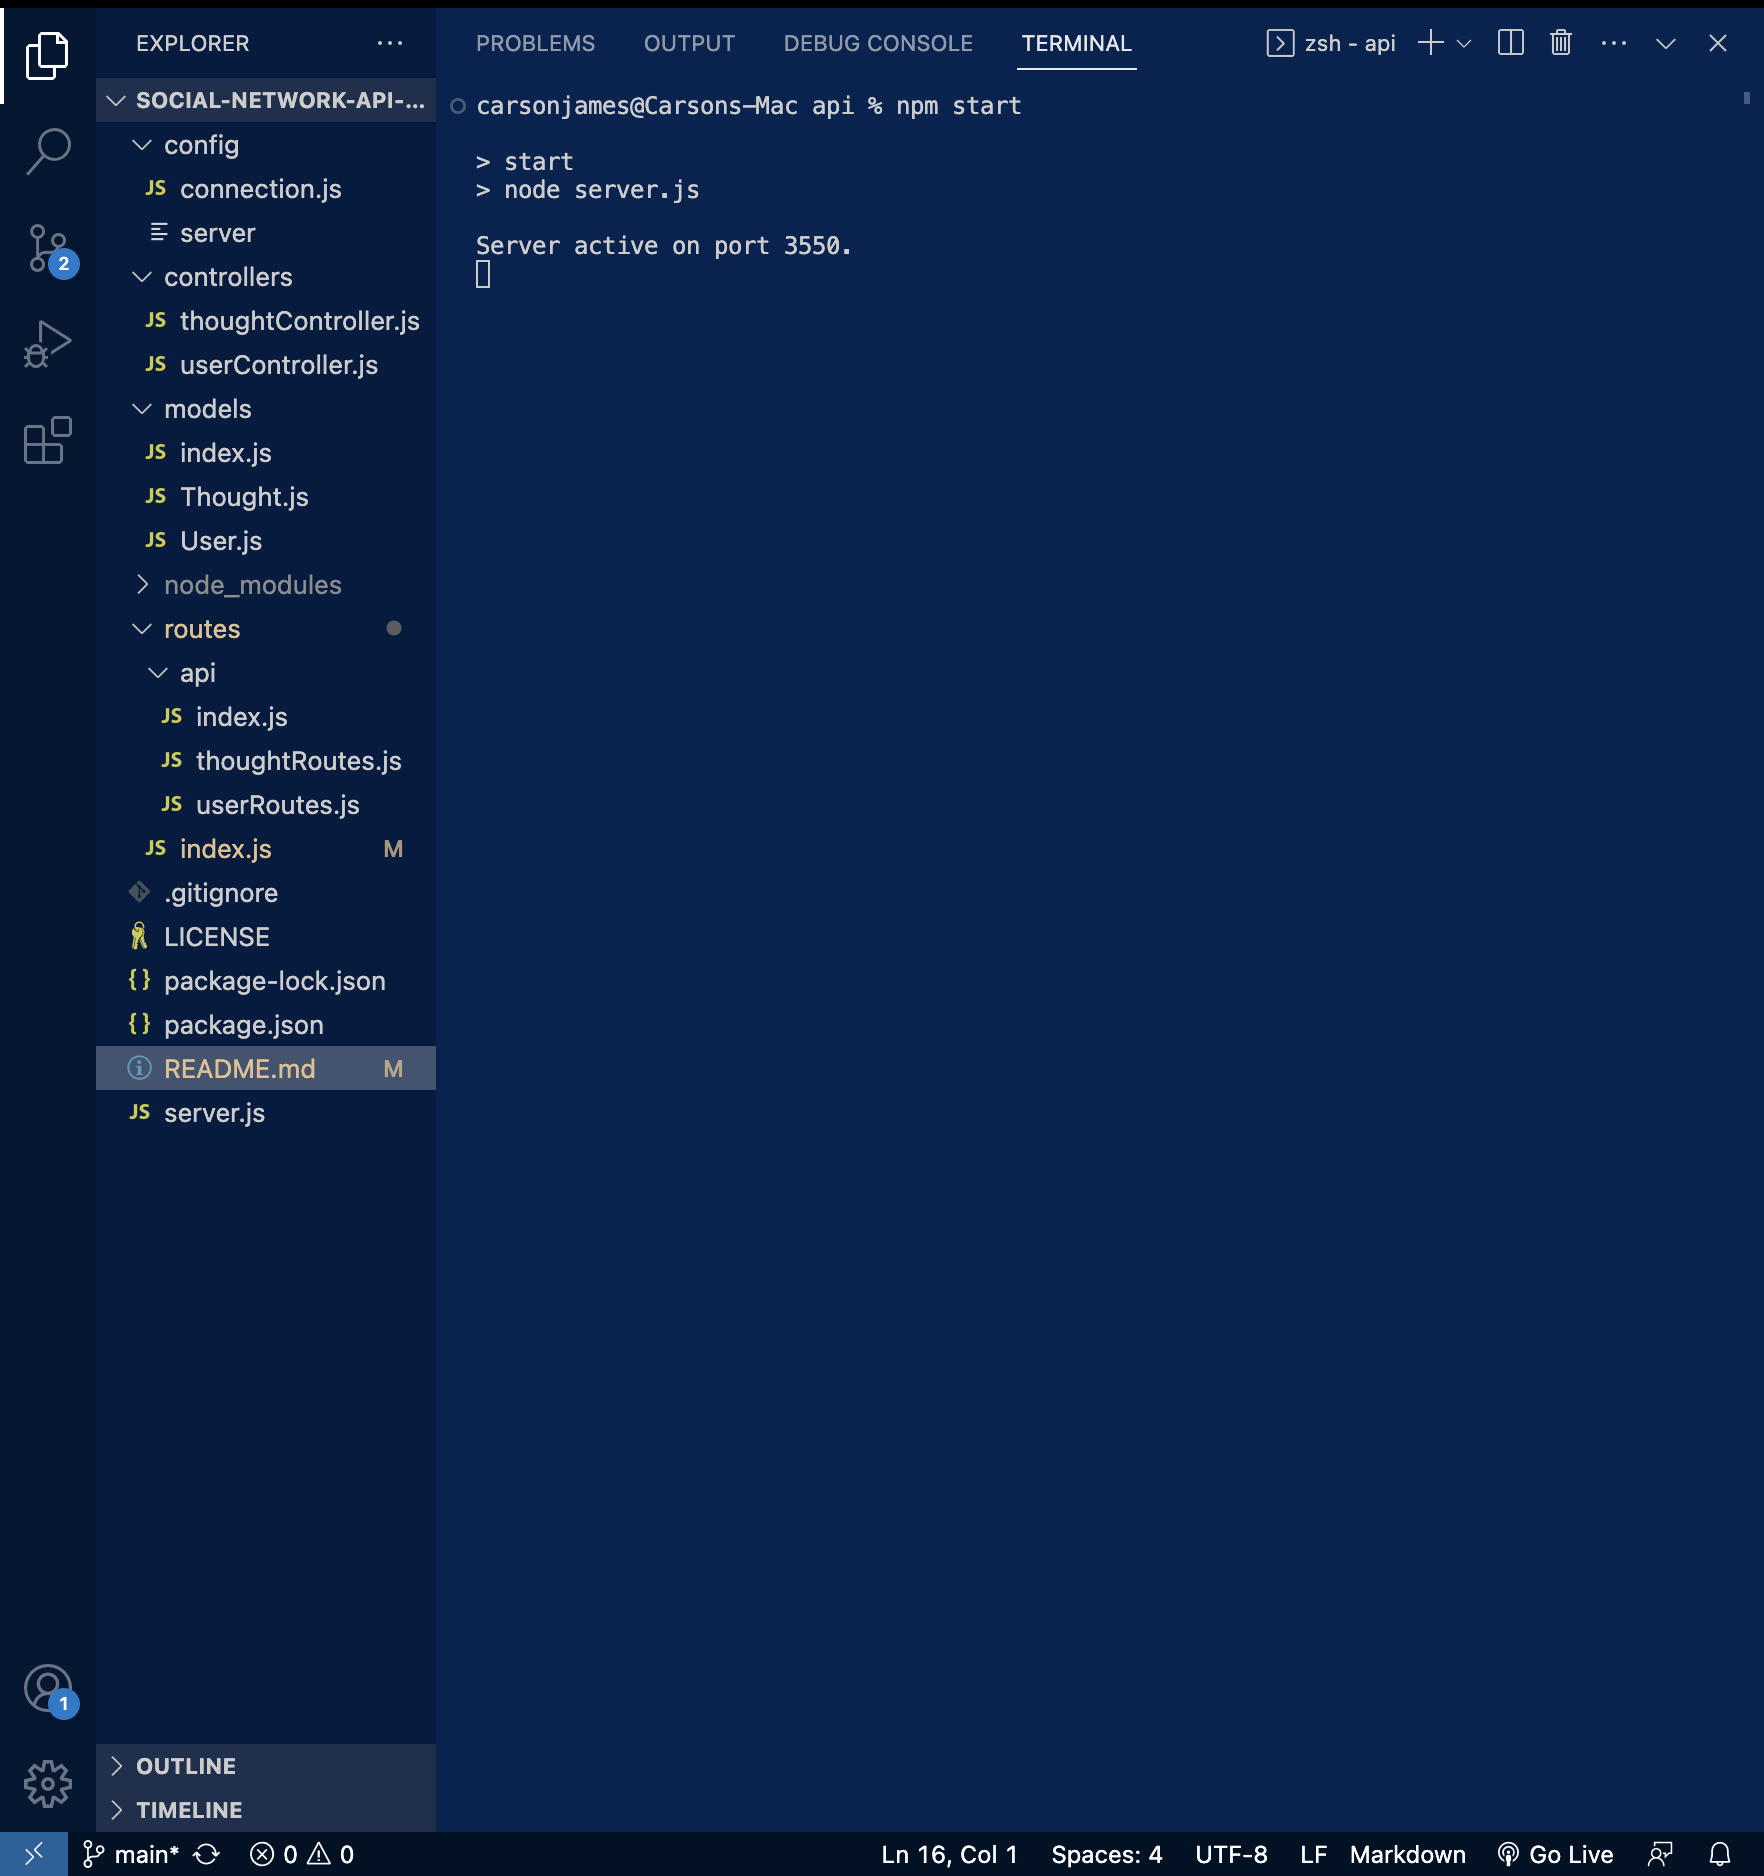 EXPLORER
SOCIAL-NETWORK-API-...
config
JS connection.js
server
controllers
JS thoughtController.js
JS userController.js
models
JS index.js
JS Thought.js
JS User.js
node_modules
routes
api
JS index.js
JS thoughtRoutes.js
JS userRoutes.js
JS index.js M
.gitignore
LICENSE
{} package-lock.json
{} package.json
README.md M
JS server.js
OUTLINE
TIMELINE
2
1
PROBLEMS OUTPUT DEBUG CONSOLE TERMINAL zsh - api
carsonjames@Carsons-Mac api % npm start
> start
> node server.js
Server active on port 3550.
main* 0 0 Ln 16, Col 1 Spaces: 4 UTF-8 LF Markdown Go Live